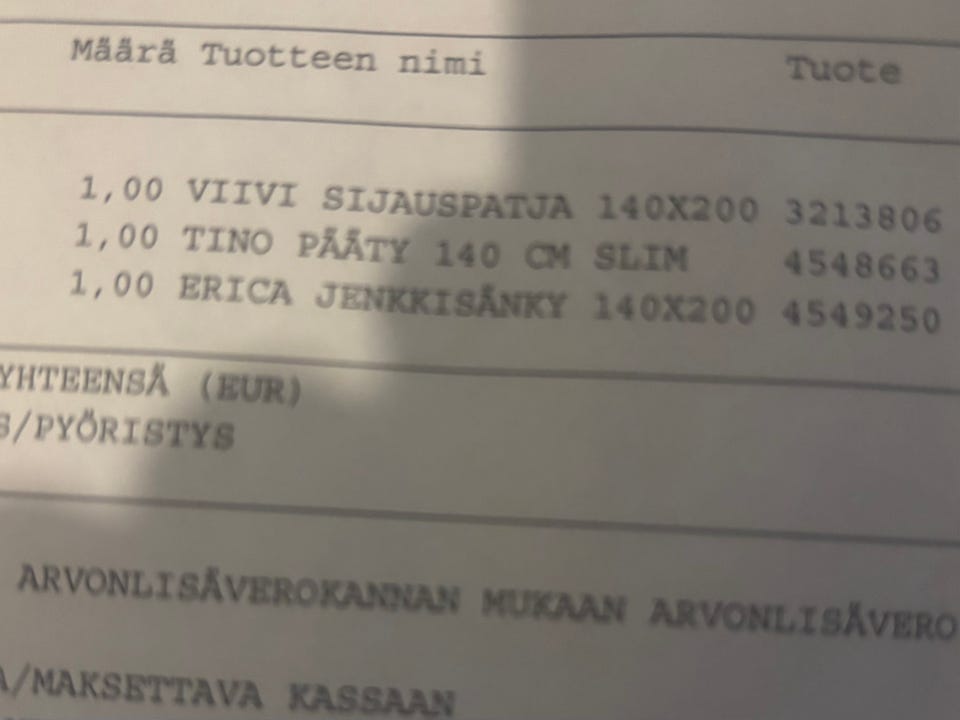 Määrä Tuotteen nimi Tuote
1,00 VIIVI SIJAUSPATJA 140X200 3213806
1,00 TINO PÄÄTY 140 CM SLIM 4548663
1,00 ERICA JENKKISÄNKY 140X200 4549250
YHTEENSÄ (EUR)
S/PYÖRISTYS
ARVONLISÄVEROKANNAN MUKAAN ARVONLISÄVERO
A/MAKSETTAVA KASSAAN